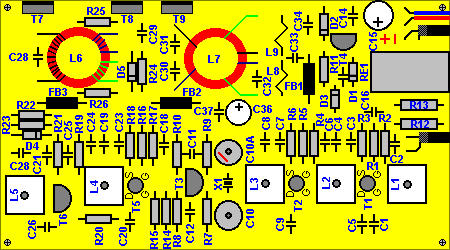 T7
T8
T9
R25
C29
C31
C30
C28
L6
L7
L9
L8
C33
C34
D2
C14
C15
+1
D5
R24
C32
FB1
R11
D3
D1
RE1
C16
R26
FB3
FB2
C37
C36
R22
R23
D4
C28
C21
R21
C25
R19
C24
C19
C23
R18
R16
R17
C18
R10
C11
R9
C10A
C8
C7
R6
R5
R4
C6
C4
C3
R3
R2
C2
R13
R12
L5
L4
D
S
G
T5
T3
X1
L3
D
S
G
T2
L2
R1
D
S
G
T1
L1
C26
T6
R20
C20
R15
R14
R8
C12
R7
C10
C9
C5
C1